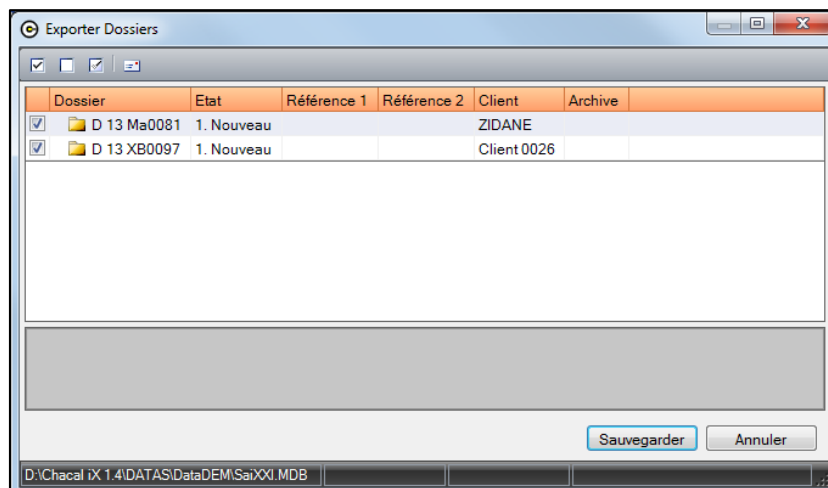 Exporter Dossiers
Dossier Etat Référence 1 Référence 2 Client Archive
D 13 Ma0081 1. Nouveau ZIDANE
D 13 XB0097 1. Nouveau Client 0026
Sauvegarder Annuler
D:\Chacal iX 1.4\DATAS\DataDEM\SaiXXI.MDB